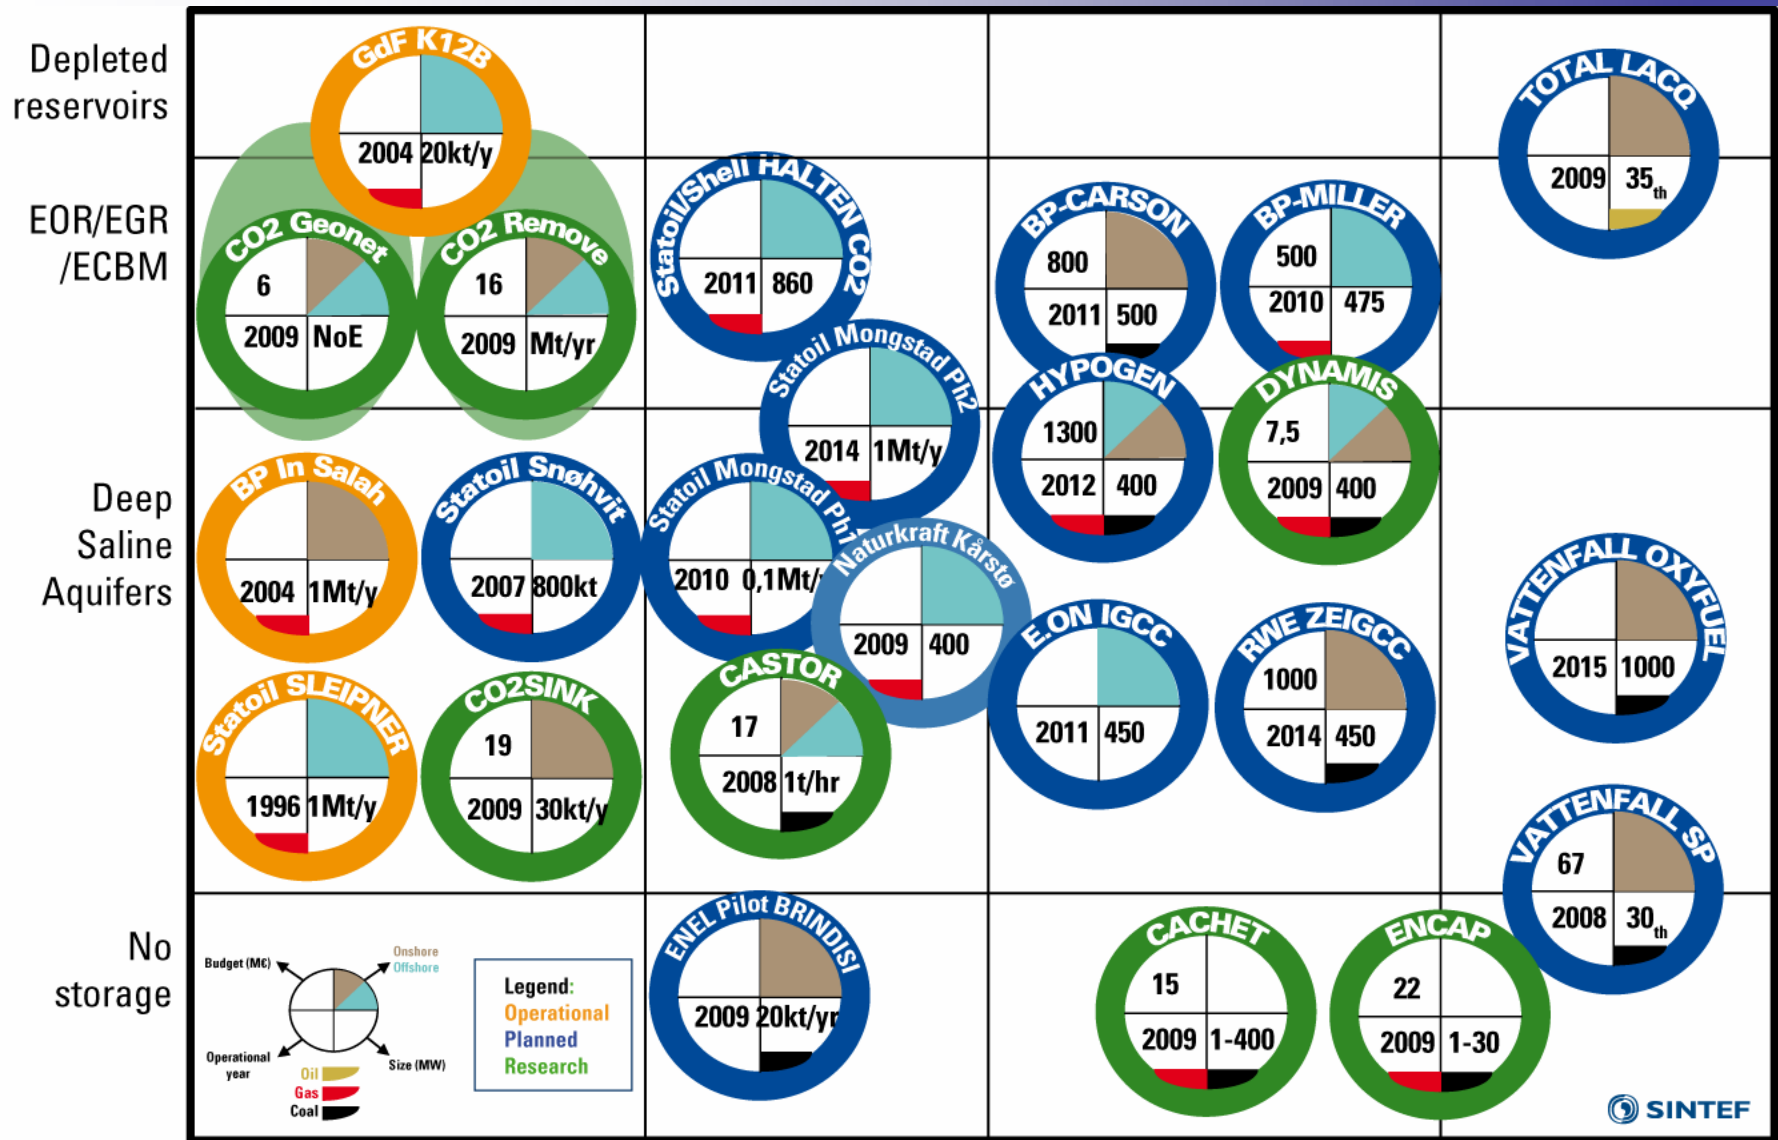 Depleted
reservoirs
EOR/EGR
/ECBM
Deep
Saline
Aquifers
No
storage
GdF K12B
2004 20kt/y
CO2 Geonet
6
2009 NoE
CO2 Remove
16
2009 Mt/yr
BP In Salah
2004 1Mt/y
Statoil Snøhvit
2007 800kt
Statoil SLEIPNER
1996 1Mt/y
CO2SINK
19
2009 30kt/y
Statoil/Shell HALTEN CO2
2011 860
Statoil Mongstad Ph2
2014 1Mt/y
Statoil Mongstad Ph1
2010 0,1Mt/
Naturkraft Kårstø
2009 400
CASTOR
17
2008 1t/hr
ENEL Pilot BRINDISI
2009 20kt/yr
BP-CARSON
800
2011 500
BP-MILLER
500
2010 475
HYPOGEN
1300
2012 400
DYNAMIS
7,5
2009 400
E.ON IGCC
2011 450
RWE ZEIGCC
1000
2014 450
CACHET
15
2009 1-400
ENCAP
22
2009 1-30
TOTAL LACQ
2009 35th
VATTENFALL OXYFUEL
2015 1000
VATTENFALL SP
67
2008 30th
Budget (M€)
Onshore
Offshore
Operational
year
Size (MW)
Oil
Gas
Coal
Legend:
Operational
Planned
Research
SINTEF